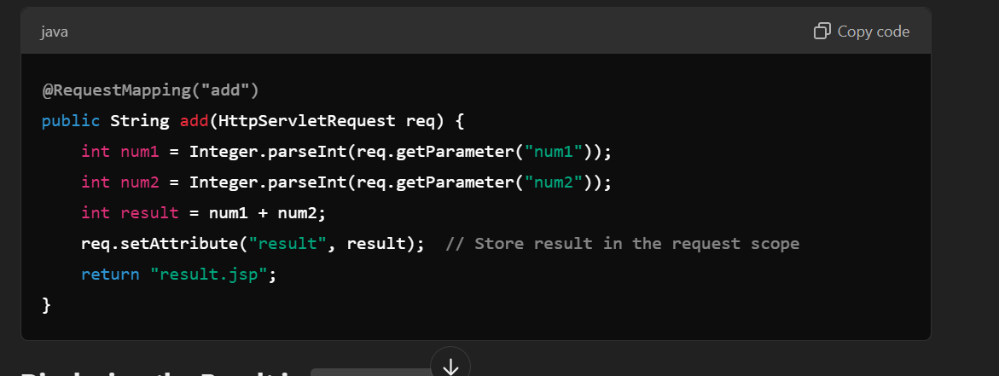 java
Copy code
@RequestMapping("add")
public String add(HttpServletRequest req) {
    int num1 = Integer.parseInt(req.getParameter("num1"));
    int num2 = Integer.parseInt(req.getParameter("num2"));
    int result = num1 + num2;
    req.setAttribute("result", result);  // Store result in the request scope
    return "result.jsp";
}